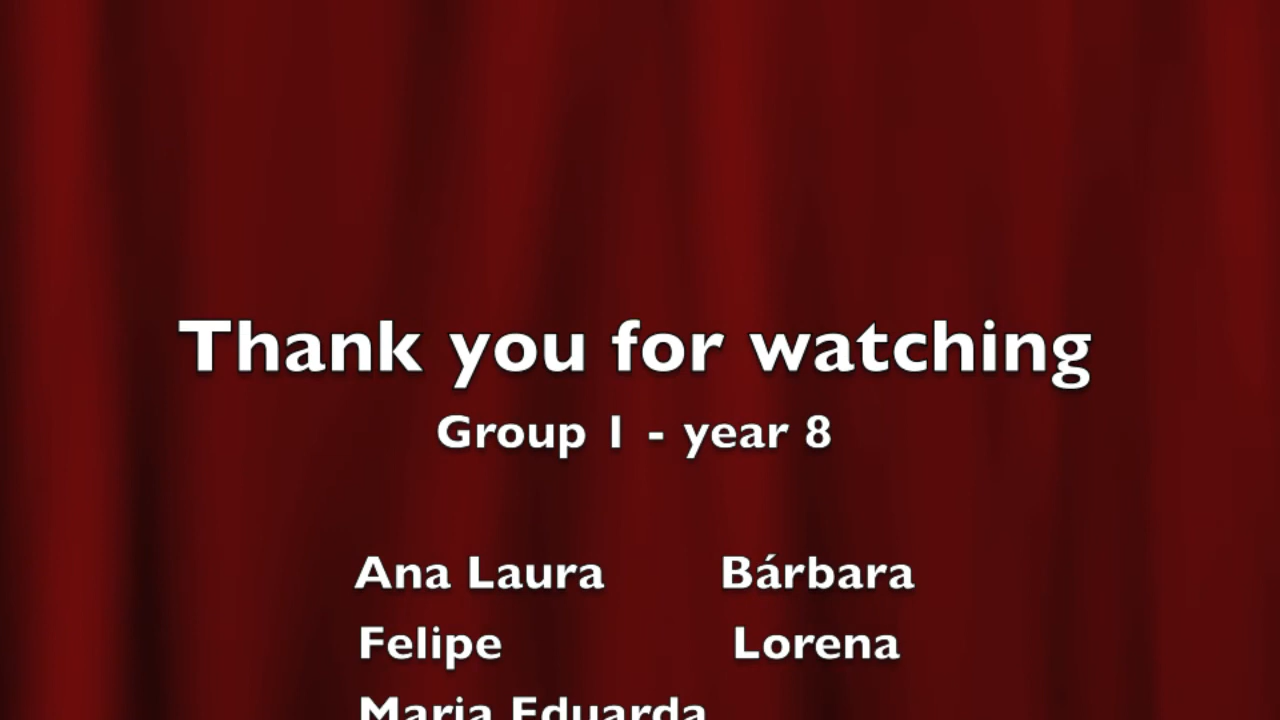 Thank you for watching
Group 1 - year 8
Ana Laura Bárbara
Felipe Lorena
Maria Eduarda